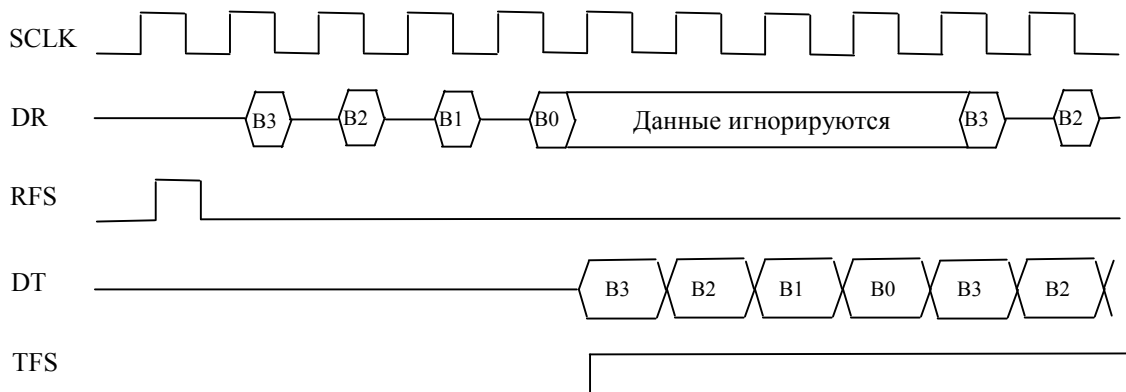 SCLK
DR B3 B2 B1 B0 Данные игнорируются B3 B2
RFS
DT B3 B2 B1 B0 B3 B2
TFS